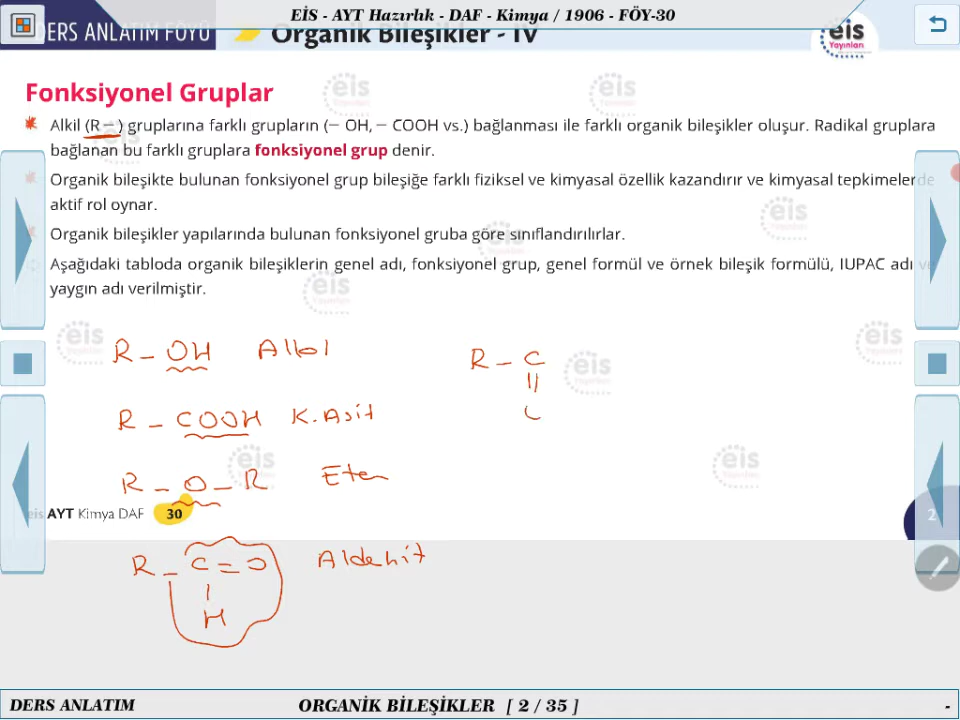 EİS - AYT Hazırlık - DAF - Kimya / 1906 - FÖY-30
DERS ANLATIM FÖYÜ
Organik Bileşikler - IV
eis
Yayınları
Fonksiyonel Gruplar
Alkil (R − ) gruplarına farklı grupların (− OH, − COOH vs.) bağlanması ile farklı organik bileşikler oluşur. Radikal gruplara
bağlanan bu farklı gruplara fonksiyonel grup denir.
Organik bileşikte bulunan fonksiyonel grup bileşiğe farklı fiziksel ve kimyasal özellik kazandırır ve kimyasal tepkimelerde
aktif rol oynar.
Organik bileşikler yapılarında bulunan fonksiyonel gruba göre sınıflandırılırlar.
Aşağıdaki tabloda organik bileşiklerin genel adı, fonksiyonel grup, genel formül ve örnek bileşik formülü, IUPAC adı ve
yaygın adı verilmiştir.
R - OH Alkol
R - C
R - COOH K. Asit
R - O - R Eter
eis AYT Kimya DAF 30
2
R - C = O Aldehit
H
DERS ANLATIM
ORGANİK BİLEŞİKLER [ 2 / 35 ]
-